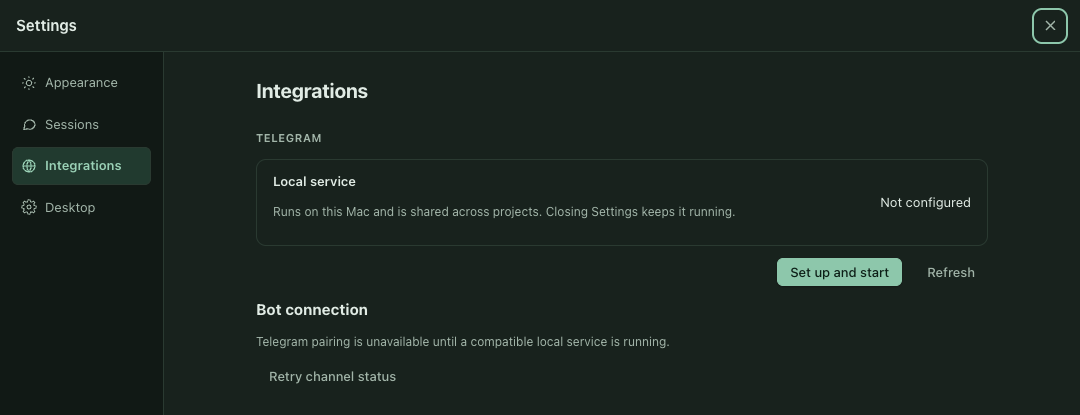 Settings
Appearance
Sessions
Integrations
Desktop
Integrations
TELEGRAM
Local service
Runs on this Mac and is shared across projects. Closing Settings keeps it running.
Not configured
Set up and start
Refresh
Bot connection
Telegram pairing is unavailable until a compatible local service is running.
Retry channel status